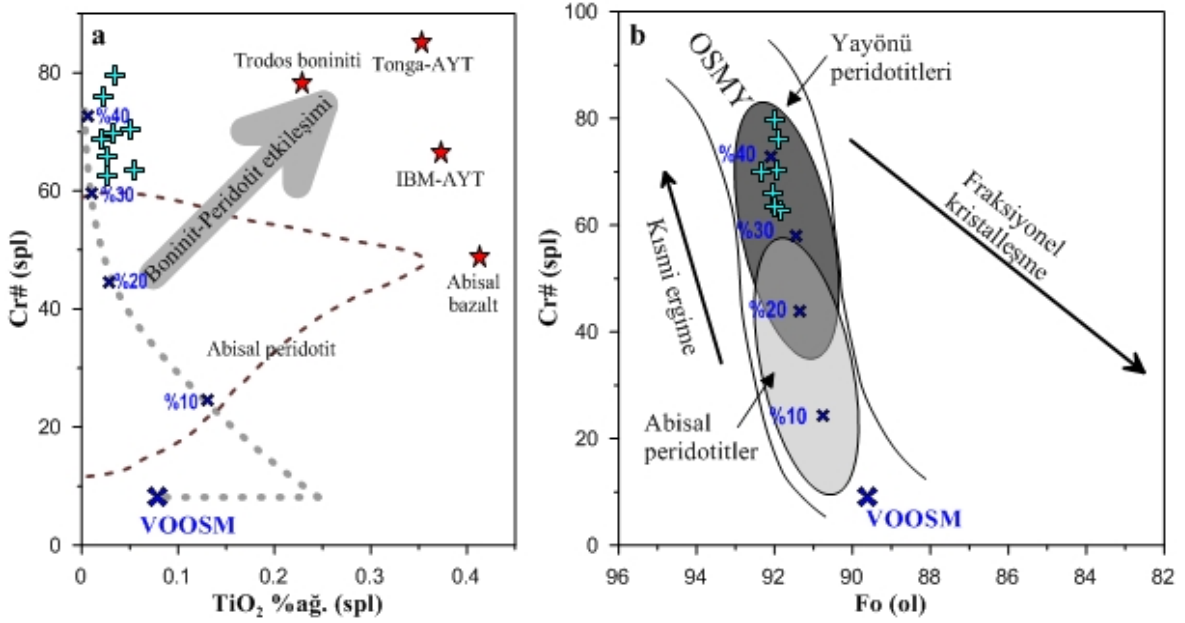 a
Cr# (spl)
80
60
40
20
0
0
0.1
0.2
0.3
0.4
TiO₂ %ağ. (spl)
Trodos boniniti
Tonga-AYT
IBM-AYT
Abisal
bazalt
Boninit-Peridotit etkileşimi
Abisal peridotit
%40
%30
%20
%10
VOOSM
b
Cr# (spl)
100
80
60
40
20
0
96
94
92
90
88
86
84
82
Fo (ol)
OSMY
Yayönü
peridotitleri
Kısmi ergime
Fraksiyonel
kristalleşme
Abisal
peridotitler
%40
%30
%20
%10
VOOSM